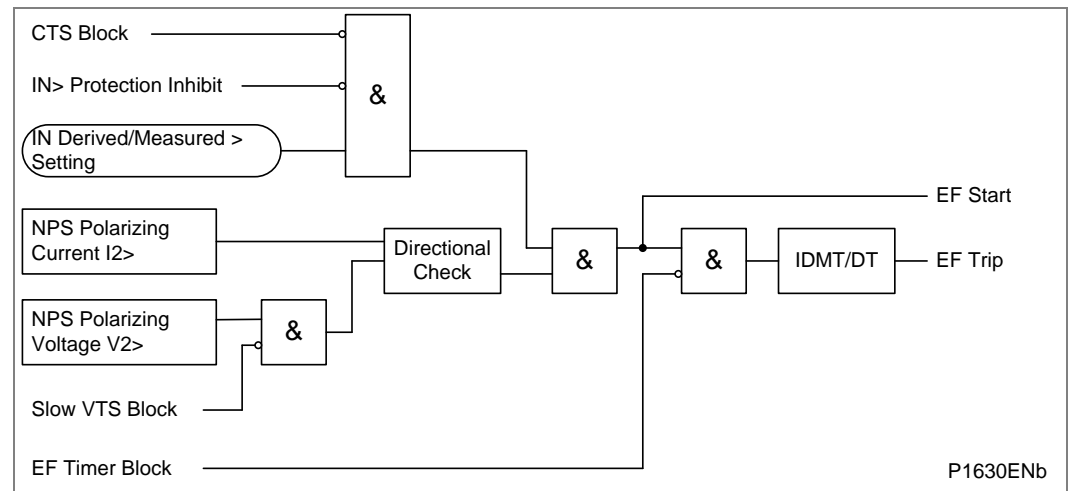 CTS Block
IN> Protection Inhibit
&
IN Derived/Measured >
Setting
NPS Polarizing
Current I2>
Directional
Check
&
&
IDMT/DT
EF Start
EF Trip
NPS Polarizing
Voltage V2>
&
Slow VTS Block
EF Timer Block
P1630ENb